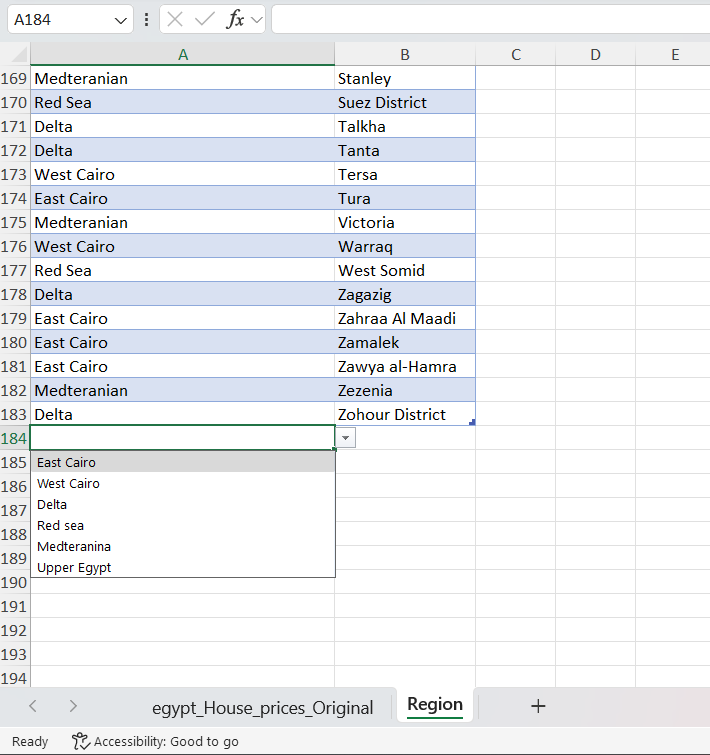 A184 fx
A B C D E
169 Medteranian Stanley
170 Red Sea Suez District
171 Delta Talkha
172 Delta Tanta
173 West Cairo Tersa
174 East Cairo Tura
175 Medteranian Victoria
176 West Cairo Warraq
177 Red Sea West Somid
178 Delta Zagazig
179 East Cairo Zahraa Al Maadi
180 East Cairo Zamalek
181 East Cairo Zawya al-Hamra
182 Medteranian Zezenia
183 Delta Zohour District
184
185 East Cairo
186 West Cairo
187 Delta
188 Red sea
189 Medteranina
190 Upper Egypt
191
192
193
194
egypt_House_prices_Original Region +
Ready Accessibility: Good to go